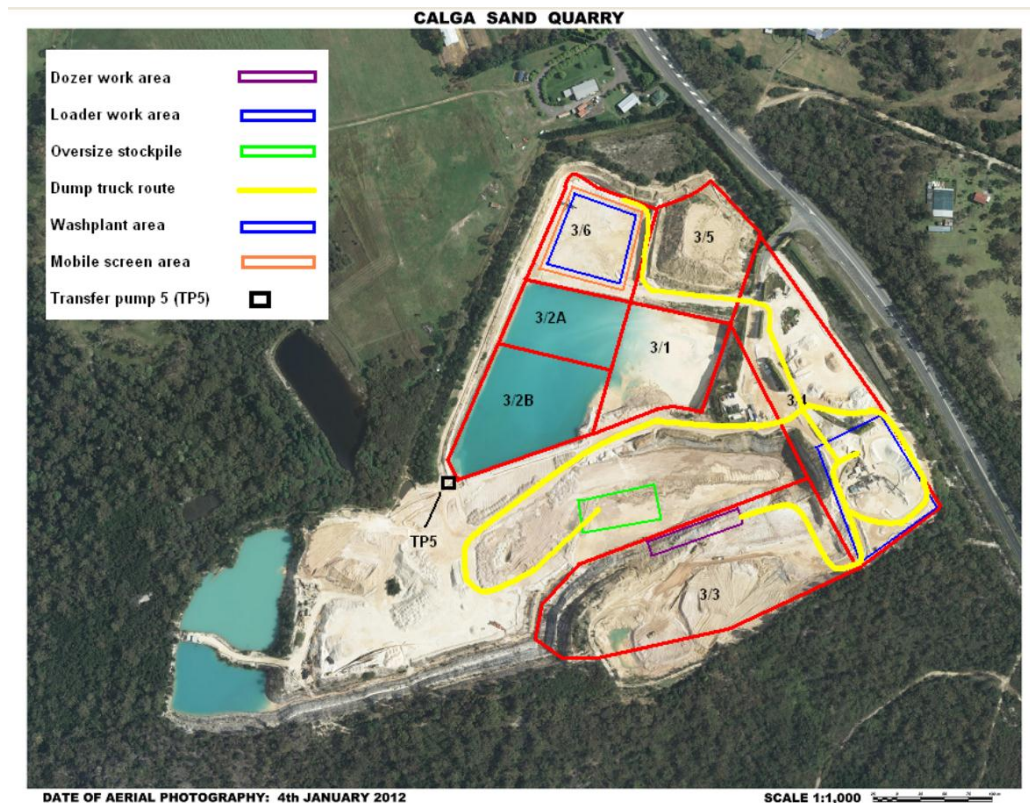 CALGA SAND QUARRY
Dozer work area
Loader work area
Oversize stockpile
Dump truck route
Washplant area
Mobile screen area
Transfer pump 5 (TP5)
3/6
3/5
3/2A
3/1
3/2B
3/4
TP5
3/3
DATE OF AERIAL PHOTOGRAPHY: 4th JANUARY 2012
SCALE 1:1,000